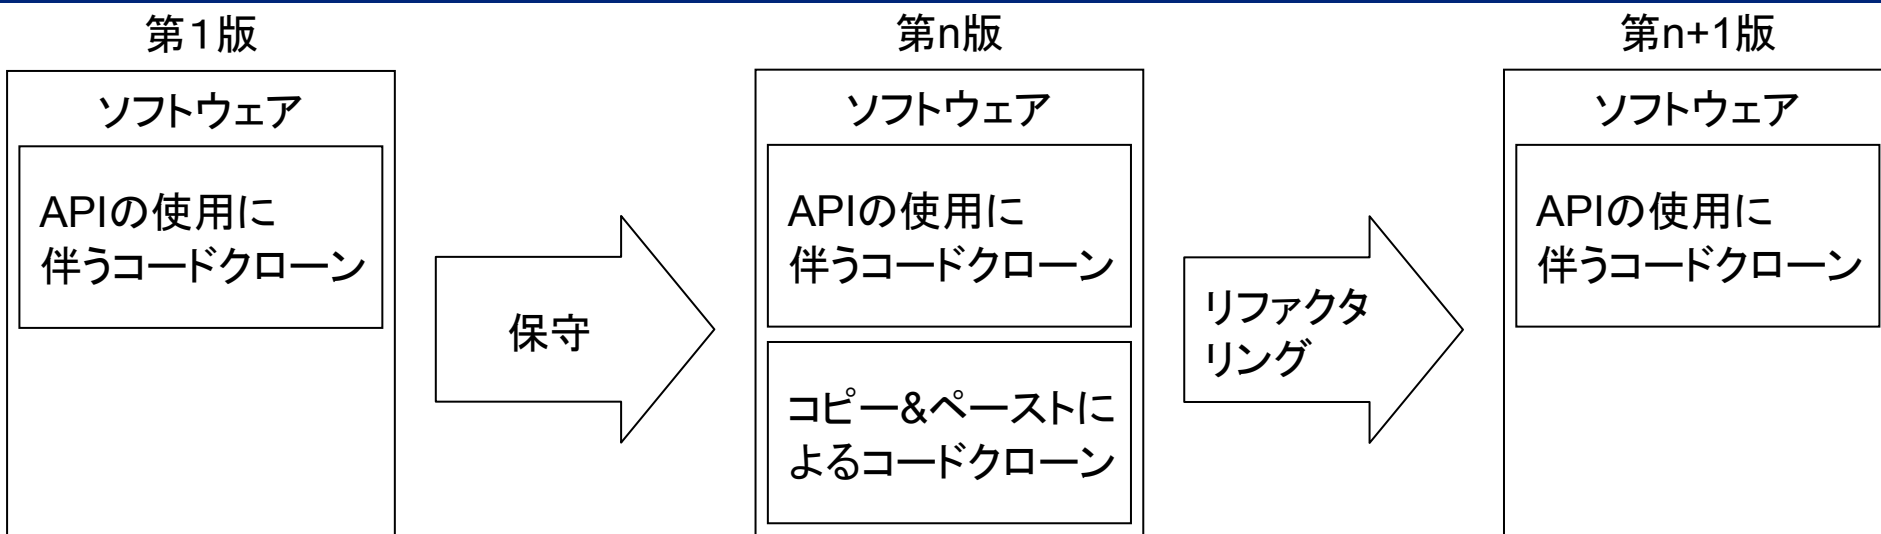 第１版
ソフトウェア
APIの使用に
伴うコードクローン
保守
第n版
ソフトウェア
APIの使用に
伴うコードクローン
コピー&ペーストに
よるコードクローン
リファクタ
リング
第n+1版
ソフトウェア
APIの使用に
伴うコードクローン